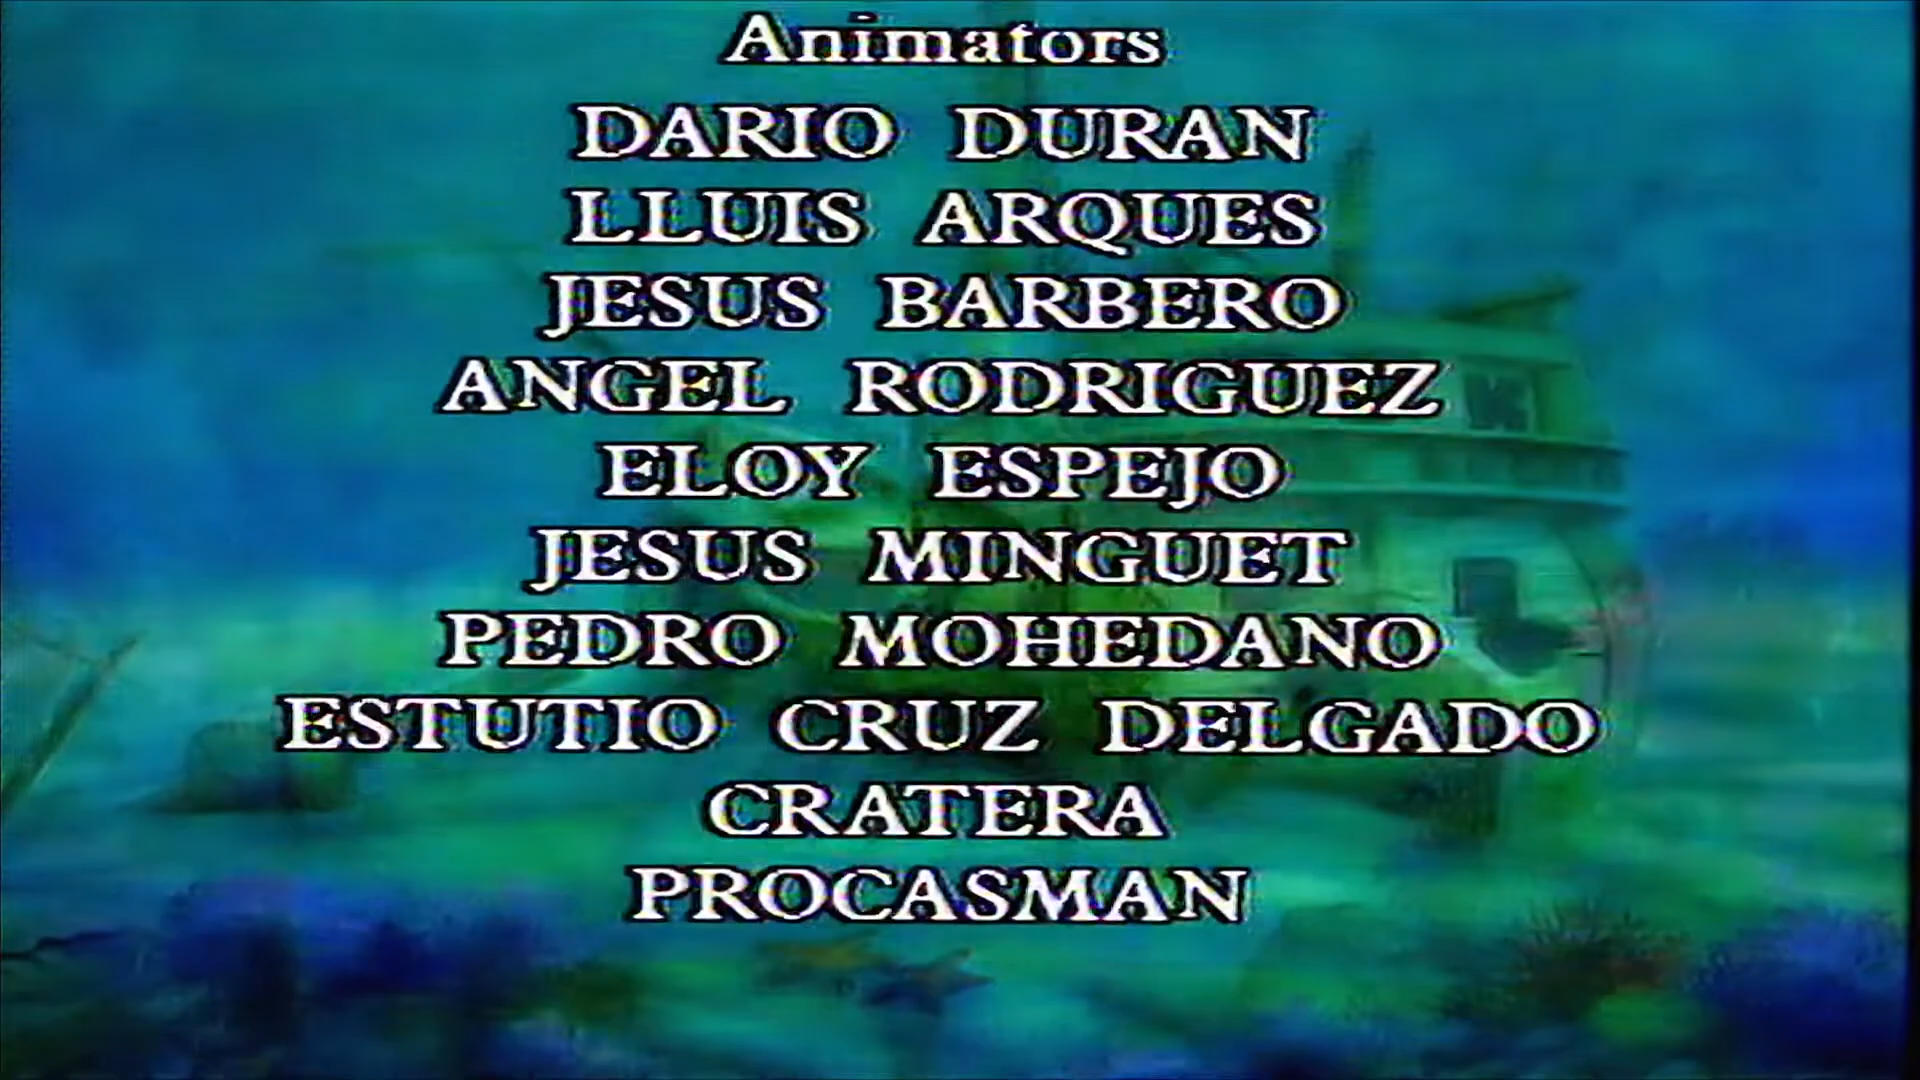 Animators
DARIO DURAN
LLUIS ARQUES
JESUS BARBERO
ANGEL RODRIGUEZ
ELOY ESPEJO
JESUS MINGUET
PEDRO MOHEDANO
ESTUTIO CRUZ DELGADO
CRATERA
PROCASMAN